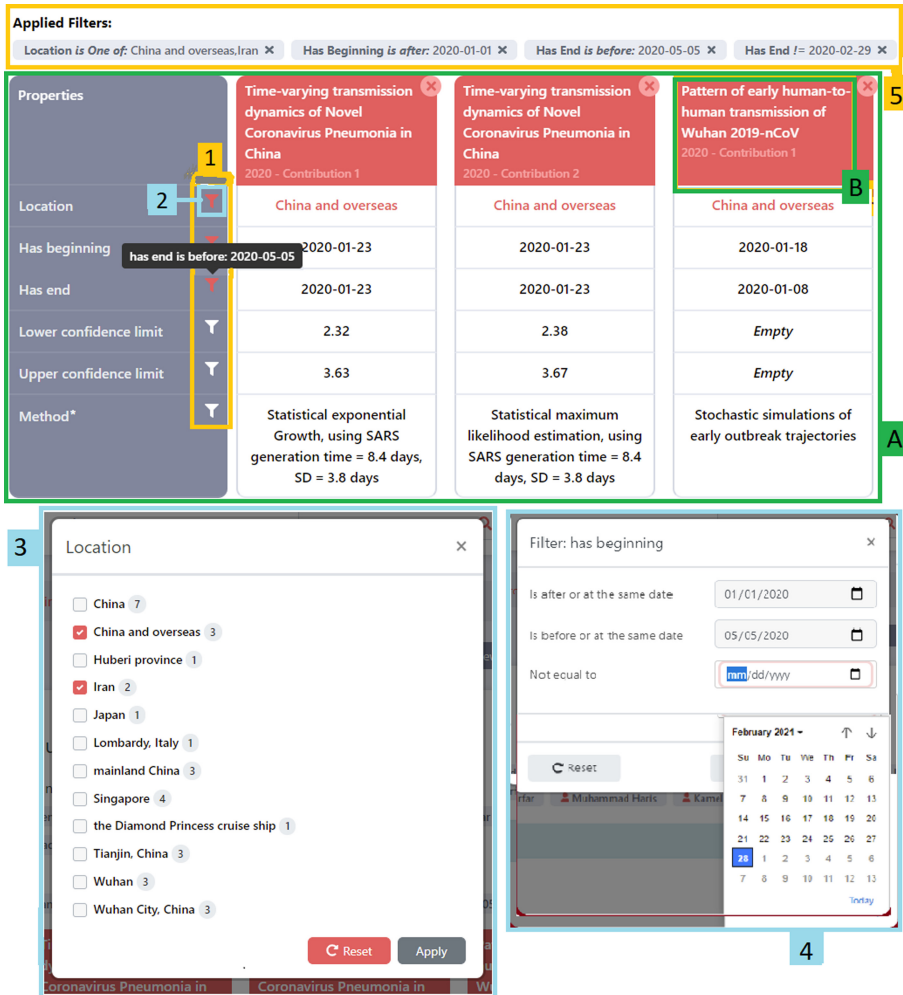 Applied Filters:
Location is One of: China and overseas,Iran ✕ Has Beginning is after: 2020-01-01 ✕ Has End is before: 2020-05-05 ✕ Has End != 2020-02-29 ✕
5
Properties
Time-varying transmission dynamics of Novel Coronavirus Pneumonia in China
2020 - Contribution 1
Time-varying transmission dynamics of Novel Coronavirus Pneumonia in China
2020 - Contribution 2
Pattern of early human-to-human transmission of Wuhan 2019-nCoV
2020 - Contribution 1
B
1
2
Location China and overseas China and overseas China and overseas
Has beginning 2020-01-23 2020-01-23 2020-01-18
has end is before: 2020-05-05
Has end 2020-01-23 2020-01-23 2020-01-08
Lower confidence limit 2.32 2.38 Empty
Upper confidence limit 3.63 3.67 Empty
Method*
Statistical exponential
Growth, using SARS
generation time = 8.4 days,
SD = 3.8 days
Statistical maximum
likelihood estimation, using
SARS generation time = 8.4
days, SD = 3.8 days
Stochastic simulations of
early outbreak trajectories
A
3
Location ×
China 7
China and overseas 3
Huberi province 1
Iran 2
Japan 1
Lombardy, Italy 1
mainland China 3
Singapore 4
the Diamond Princess cruise ship 1
Tianjin, China 3
Wuhan 3
Wuhan City, China 3
Reset Apply
Coronavirus Pneumonia in Coronavirus Pneumonia in Wu
Filter: has beginning ×
Is after or at the same date 01/01/2020
Is before or at the same date 05/05/2020
Not equal to mm/dd/yyyy
February 2021
Su Mo Tu We Th Fr Sa
31 1 2 3 4 5 6
7 8 9 10 11 12 13
14 15 16 17 18 19 20
21 22 23 24 25 26 27
28 1 2 3 4 5 6
7 8 9 10 11 12 13
Today
Reset
Muhammad Haris Kamel
4